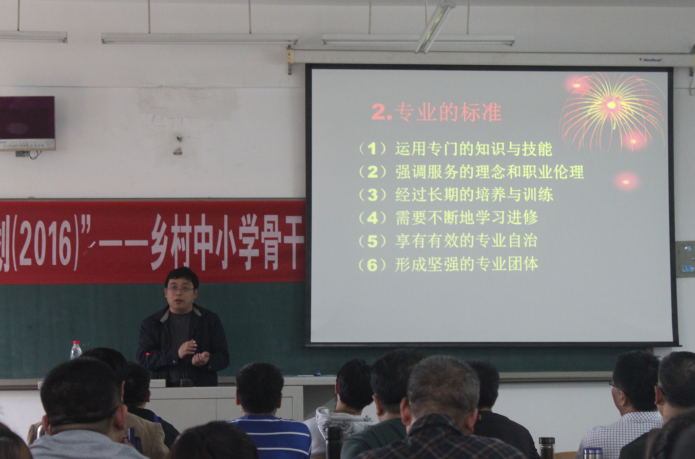 2.专业的标准
（1）运用专门的知识与技能
（2）强调服务的理念和职业伦理
（3）经过长期的培养与训练
（4）需要不断地学习进修
（5）享有有效的专业自治
（6）形成坚强的专业团体
划(2016)”——乡村中小学骨干